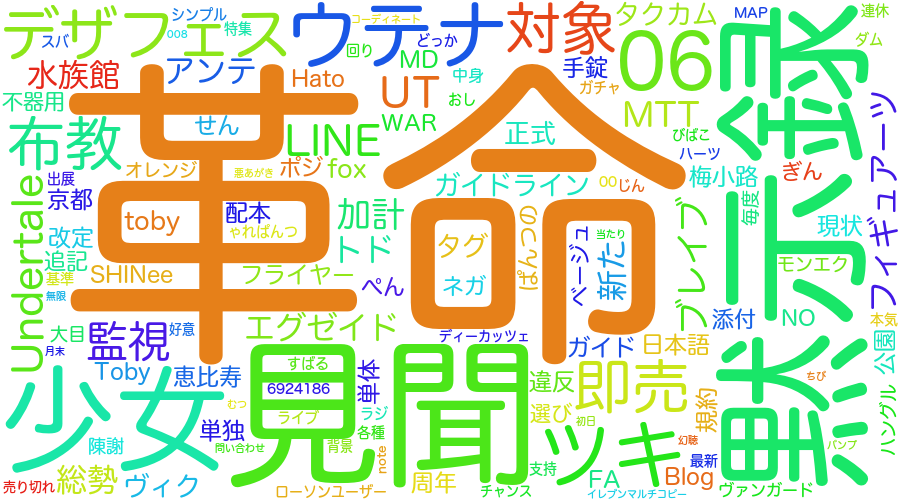 デザフェス
シンプル
008
特集
スパ
コーディネート
ウテナ
回り
どっか
対象
タクカム
MAP
連休
ダム
黙示録
水族館
アンテ
Hato
MD
中身
手錠
06
ガチャ
不器用
UT
おし
MTT
せん
布教
LINE
WAR
正式
びばこ
ハーツ
フィギュアーツ
革命
オレンジ
悪あがき
ポジ
fox
ガイドライン
00
じん
梅小路
ぎん
出展
京都
Undertale
toby
配本
加計
ゃればんつ
タグ
ぱんつの
ベージュ
当たり
新た
ブレイブ
毎度
現状
改定
追記
トド
基準
SHINee
フライヤー
ぺん
ネガ
モンエク
無限
添付
NO
本気
大目
監視
好意
エグゼイド
ディーカッツェ
ガイド
日本語
公園
月末
少女
Toby
恵比寿
すばる
6924186
単体
見聞
違反
即売
ちび
むつ
ライブ
ラジ
選び
規約
ハングル
陳謝
単独
問い合わせ
背景
各種
note
ツッキ
初日
幻聴
バンプ
売り切れ
総勢
ヴィク
ローソンユーザー
周年
チャンス
支持
FA
イレブンマルチコピー
Blog
最新
ヴァンガード